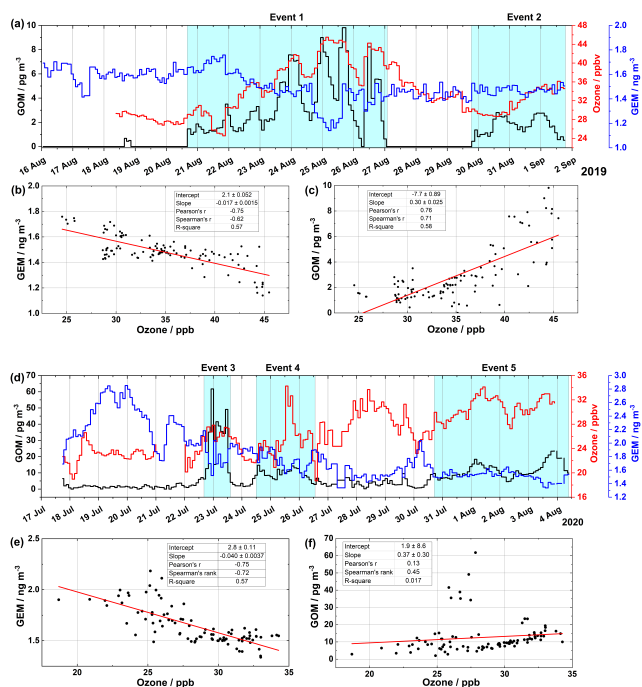 Event 1 Event 2
(a)
GOM / pg m⁻³
10
8
6
4
2
0
Ozone / ppbv
48
44
40
36
32
28
24
GEM / ng m⁻³
2.0
1.8
1.6
1.4
1.2
1.0
16 Aug 17 Aug 18 Aug 19 Aug 20 Aug 21 Aug 22 Aug 23 Aug 24 Aug 25 Aug 26 Aug 27 Aug 28 Aug 29 Aug 30 Aug 31 Aug 1 Sep 2 Sep
2019
(b)
GEM / ng m⁻³
2.0
1.8
1.6
1.4
1.2
1.0
Intercept 2.1 ± 0.052
Slope -0.017 ± 0.0015
Pearson's r -0.75
Spearman's r -0.62
R-square 0.57
25 30 35 40 45
Ozone / ppb
(c)
GOM / pg m⁻³
10
8
6
4
2
0
Intercept -7.7 ± 0.89
Slope 0.30 ± 0.025
Pearson's r 0.76
Spearman's r 0.71
R-square 0.58
25 30 35 40 45
Ozone / ppb
Event 3 Event 4 Event 5
(d)
GOM / pg m⁻³
70
60
50
40
30
20
10
0
Ozone / ppbv
36
32
28
24
20
16
GEM / ng m⁻³
3.0
2.8
2.6
2.4
2.2
2.0
1.8
1.6
1.4
1.2
17 Jul 18 Jul 19 Jul 20 Jul 21 Jul 22 Jul 23 Jul 24 Jul 25 Jul 26 Jul 27 Jul 28 Jul 29 Jul 30 Jul 31 Jul 1 Aug 2 Aug 3 Aug 4 Aug
2020
(e)
GEM / ng m⁻³
2.5
2.0
1.5
Intercept 2.8 ± 0.11
Slope -0.040 ± 0.0037
Pearson's r -0.75
Spearman's rank -0.72
R-square 0.57
20 25 30 35
Ozone / ppb
(f)
GOM / pg m⁻³
70
60
50
40
30
20
10
0
Intercept 1.9 ± 8.6
Slope 0.37 ± 0.30
Pearson's r 0.13
Spearman's rank 0.45
R-square 0.017
20 25 30 35
Ozone / ppb